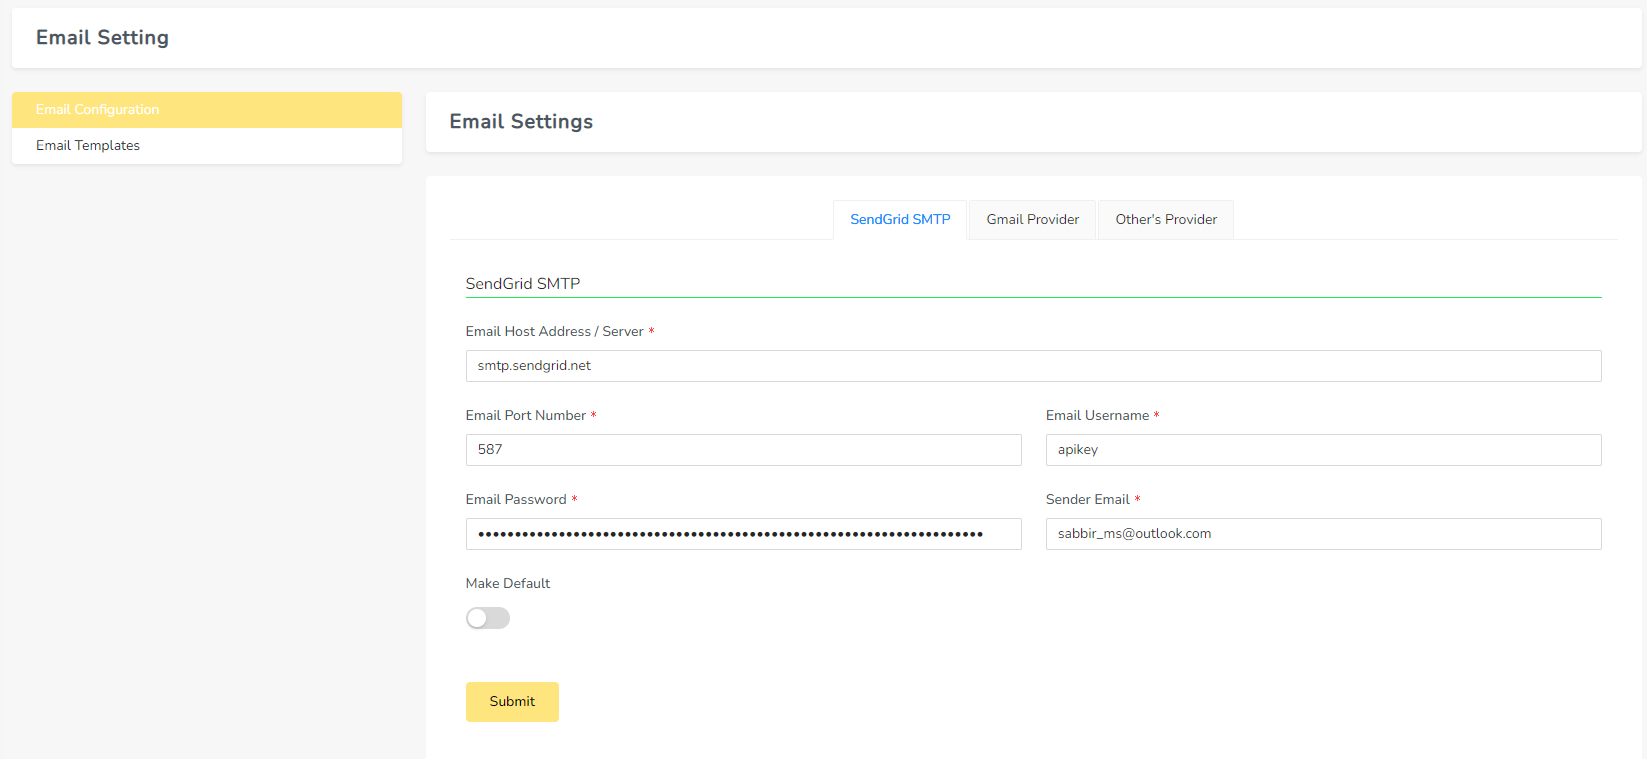 Email Setting
Email Configuration
Email Templates
Email Settings
SendGrid SMTP
Gmail Provider
Other's Provider
SendGrid SMTP
Email Host Address / Server *
smtp.sendgrid.net
Email Port Number *
Email Username *
587
apikey
Email Password *
Sender Email *
sabbir_ms@outlook.com
Make Default
Submit